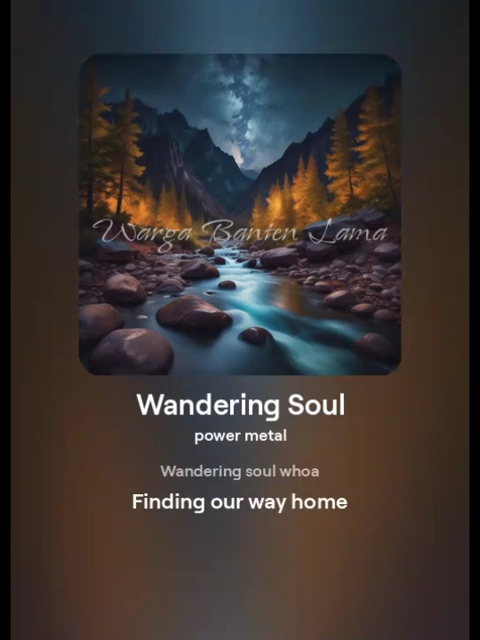 Warga Banten Lama
Wandering Soul
power metal
Wandering soul whoa
Finding our way home